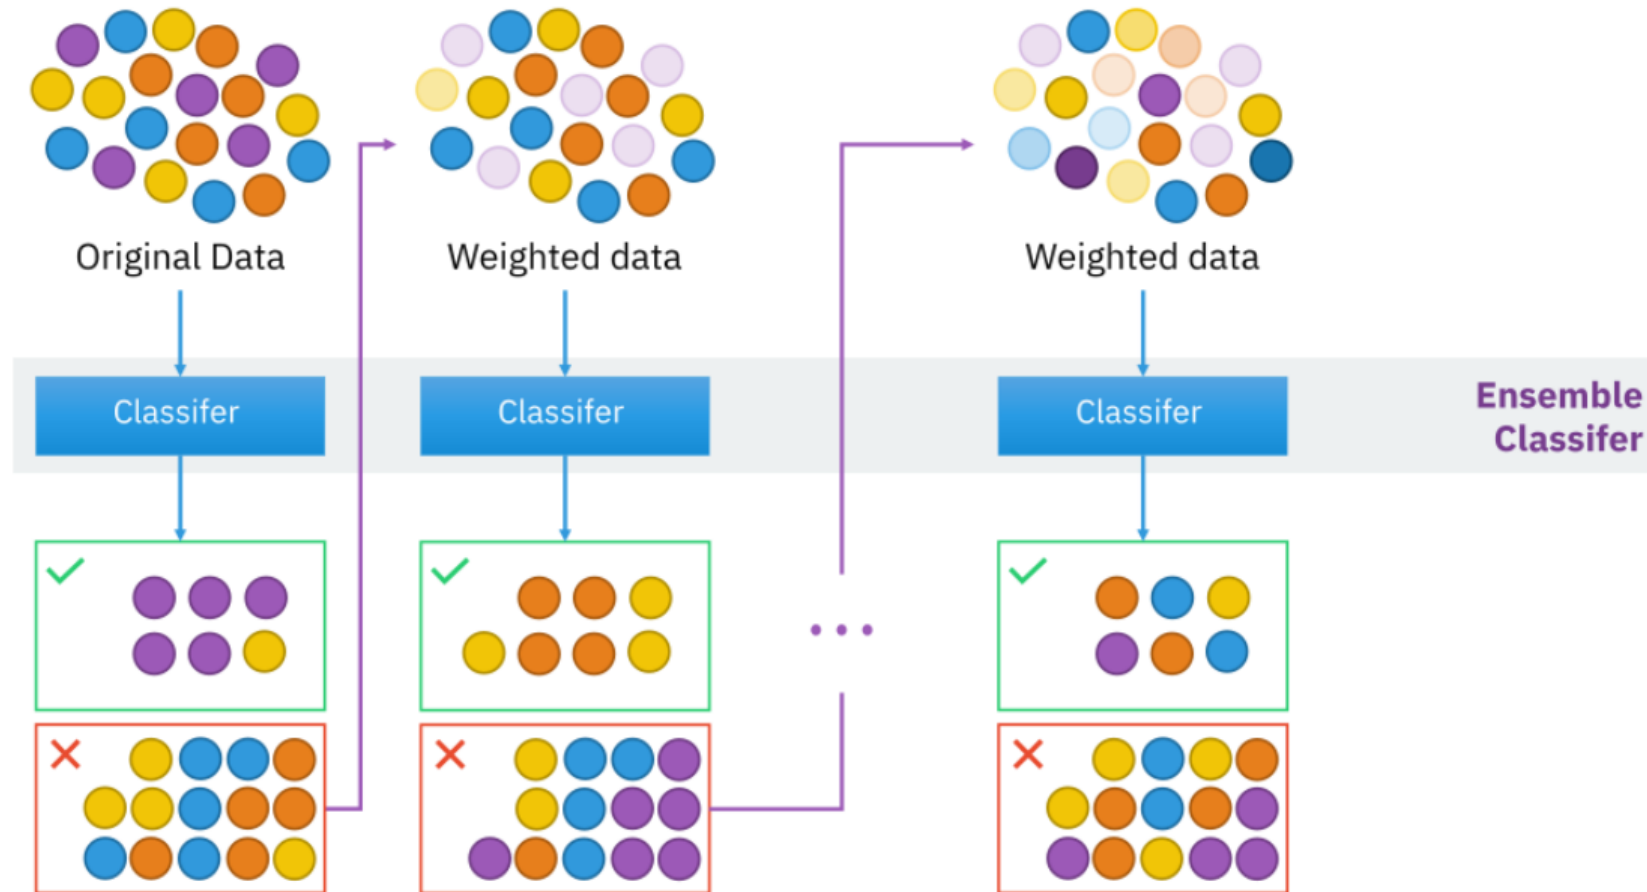 Original Data
Weighted data
Weighted data
Classifer
Classifer
Classifer
Ensemble
Classifer